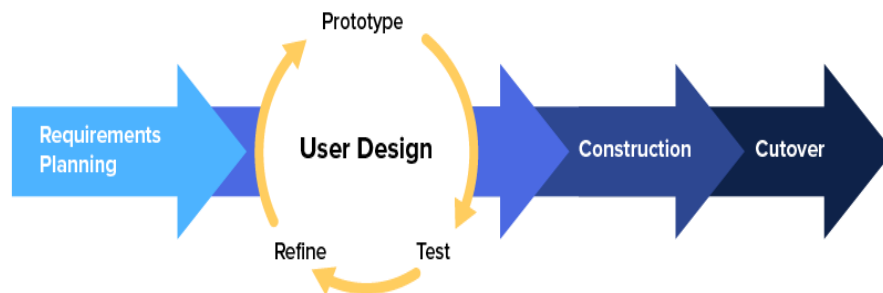 Prototype
Requirements
Planning
User Design
Construction
Cutover
Refine
Test